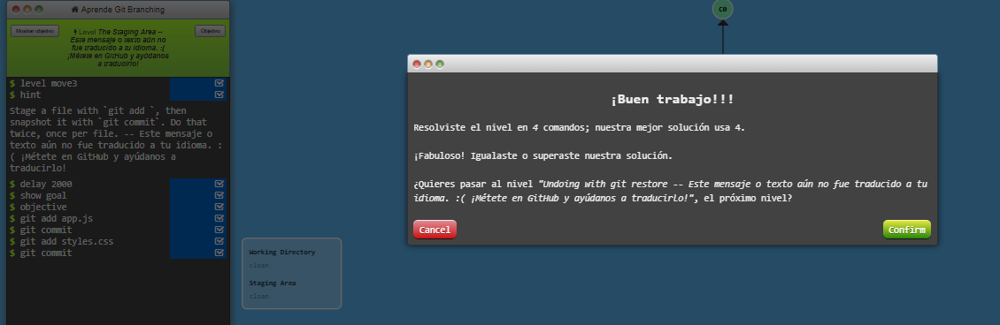 Aprende Git Branching
Mostrar objetivo
Level The Staging Area --
Este mensaje o texto aún no
fue traducido a tu idioma. :(
¡Métete en GitHub y ayúdanos
a traducirlo!
Objetivo
$ level move3
$ hint
Stage a file with `git add `, then
snapshot it with `git commit`. Do that
twice, once per file. -- Este mensaje o
texto aún no fue traducido a tu idioma. :
( ¡Métete en GitHub y ayúdanos a
traducirlo!
$ delay 2000
$ show goal
$ objective
$ git add app.js
$ git commit
$ git add styles.css
$ git commit
Working Directory
clean
Staging Area
clean
C0
¡Buen trabajo!!!
Resolviste el nivel en 4 comandos; nuestra mejor solución usa 4.
¡Fabuloso! Igualaste o superaste nuestra solución.
¿Quieres pasar al nivel "Undoing with git restore -- Este mensaje o texto aún no fue traducido a tu
idioma. :( ¡Métete en GitHub y ayúdanos a traducirlo!", el próximo nivel?
Cancel
Confirm